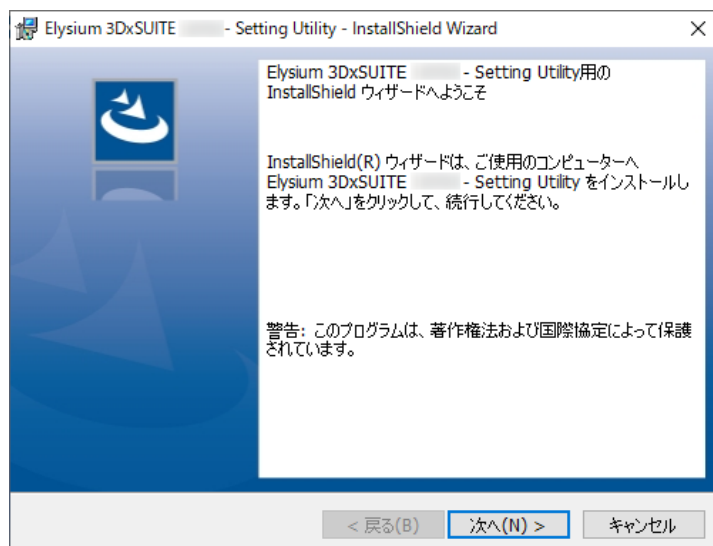 Elysium 3DxSUITE - Setting Utility - InstallShield Wizard
Elysium 3DxSUITE - Setting Utility用の
InstallShield ウィザードへようこそ
InstallShield(R) ウィザードは、ご使用のコンピューターへ
Elysium 3DxSUITE - Setting Utility をインストールし
ます。「次へ」をクリックして、続行してください。
警告: このプログラムは、著作権法および国際協定によって保護
されています。
< 戻る(B) 次へ(N) > キャンセル